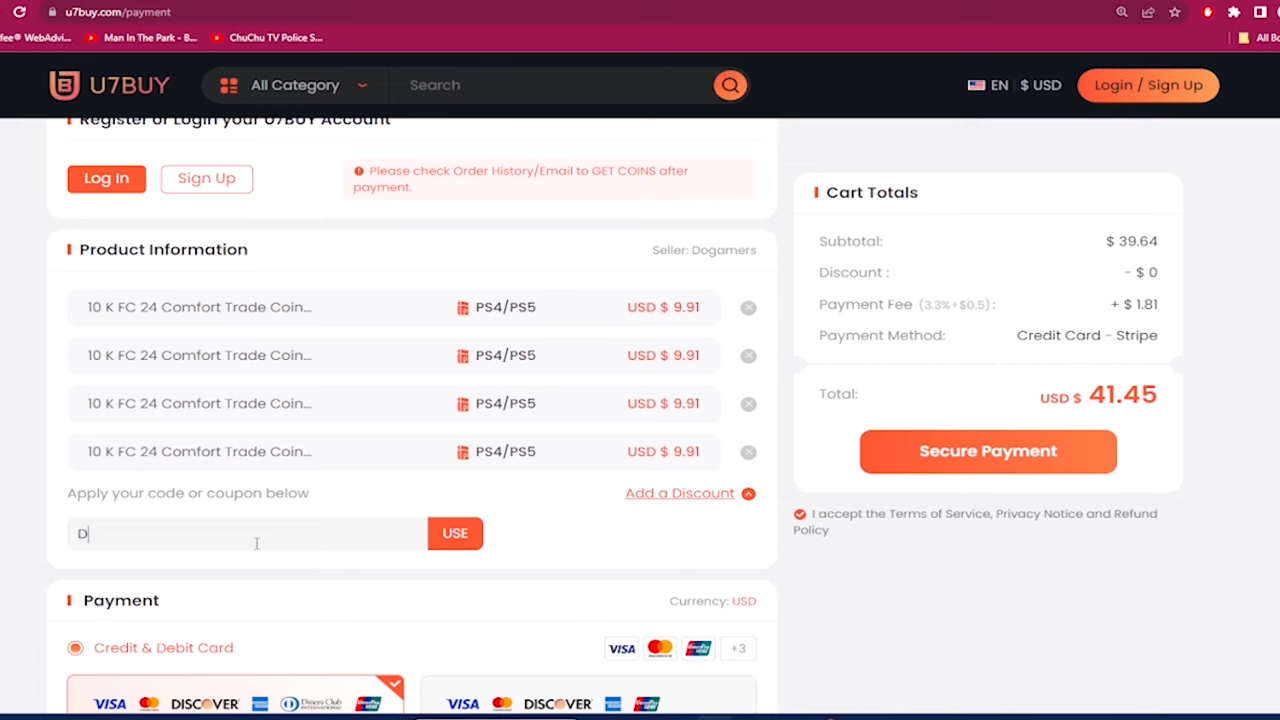 u7buy.com/payment
fee® WebAdvi...
Man In The Park - B...
ChuChu TV Police S...
All Bo
U7BUY
All Category
Search
EN
$ USD
Login / Sign Up
Register or Login your U7BUY Account
Log In
Sign Up
Please check Order History/Email to GET COINS after
payment.
Product Information
Seller: Dogamers
10 K FC 24 Comfort Trade Coin... PS4/PS5 USD $ 9.91
10 K FC 24 Comfort Trade Coin... PS4/PS5 USD $ 9.91
10 K FC 24 Comfort Trade Coin... PS4/PS5 USD $ 9.91
10 K FC 24 Comfort Trade Coin... PS4/PS5 USD $ 9.91
Apply your code or coupon below
Add a Discount
D
USE
Payment
Currency: USD
Credit & Debit Card
VISA
+3
VISA DISCOVER Diners Club INTERNATIONAL
VISA DISCOVER
Cart Totals
Subtotal: $ 39.64
Discount : - $ 0
Payment Fee (3.3%+$0.5) : + $ 1.81
Payment Method: Credit Card - Stripe
Total: USD $ 41.45
Secure Payment
I accept the Terms of Service, Privacy Notice and Refund
Policy